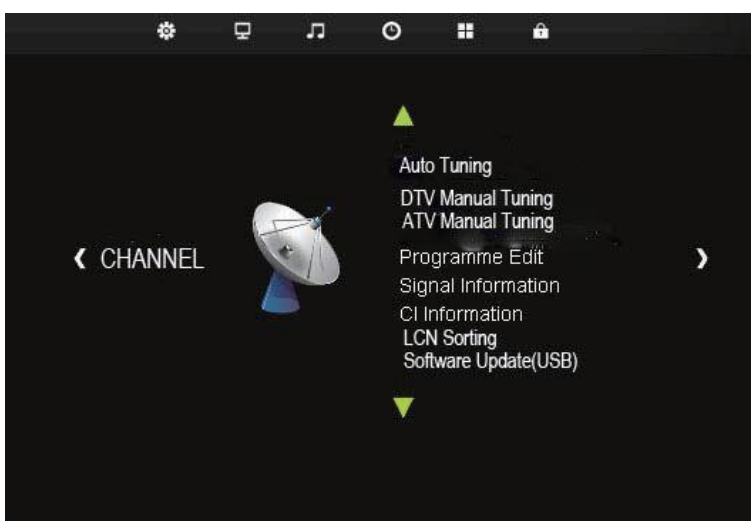 Auto Tuning
DTV Manual Tuning
ATV Manual Tuning
CHANNEL
Programme Edit
Signal Information
CI Information
LCN Sorting
Software Update(USB)